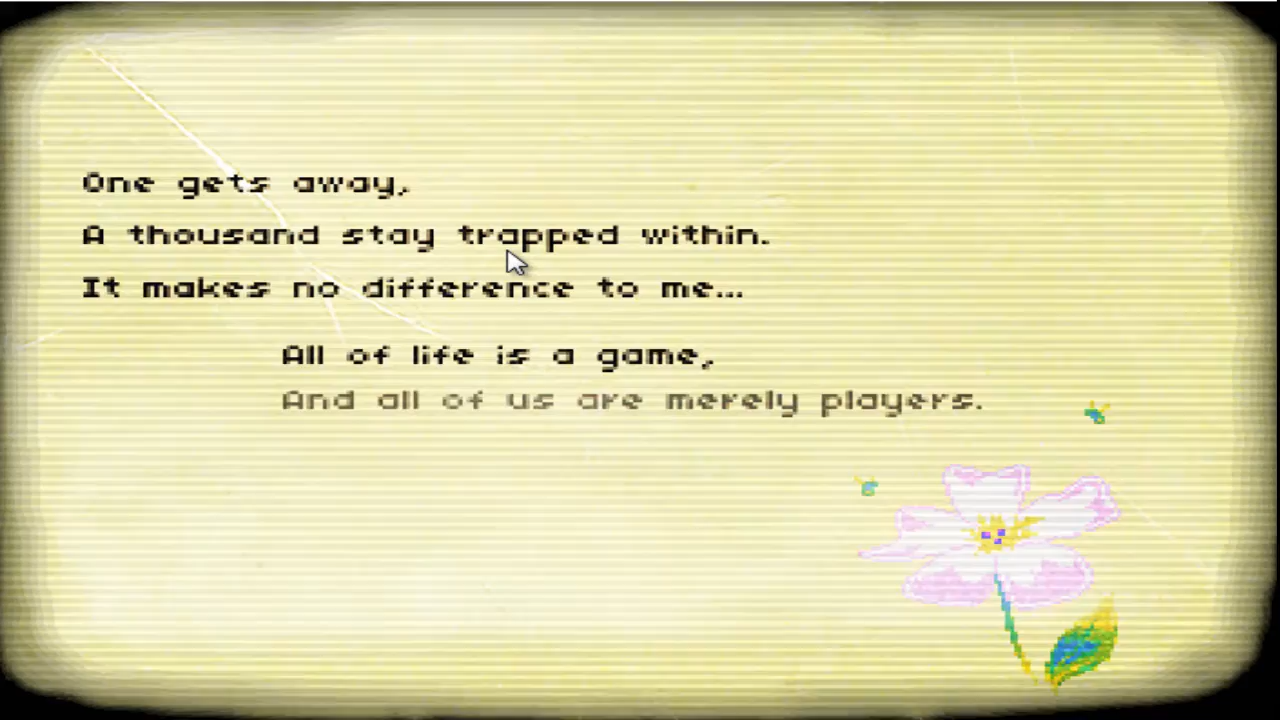 One gets away,
A thousand stay trapped within.
It makes no difference to me...
All of life is a game,
And all of us are merely players.